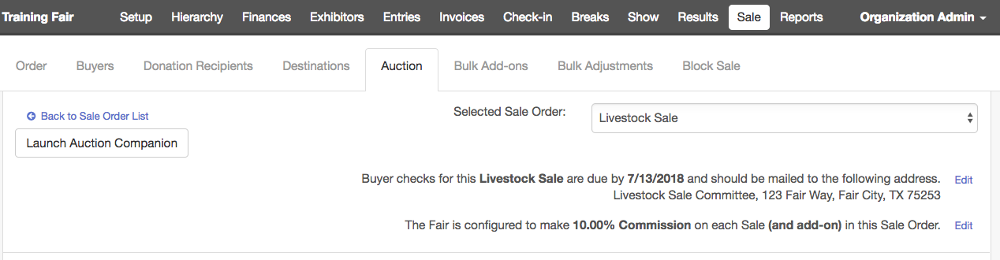 Training Fair Setup Hierarchy Finances Exhibitors Entries Invoices Check-in Breaks Show Results Sale Reports Organization Admin
Order Buyers Donation Recipients Destinations Auction Bulk Add-ons Bulk Adjustments Block Sale
Back to Sale Order List
Selected Sale Order: Livestock Sale
Launch Auction Companion
Buyer checks for this Livestock Sale are due by 7/13/2018 and should be mailed to the following address. Edit
Livestock Sale Committee, 123 Fair Way, Fair City, TX 75253
The Fair is configured to make 10.00% Commission on each Sale (and add-on) in this Sale Order. Edit